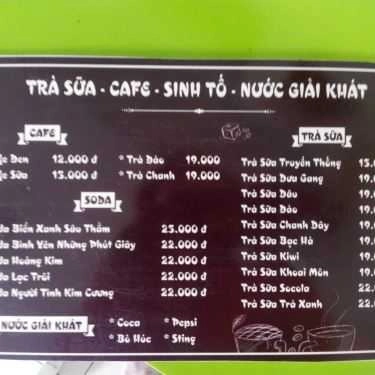 TRÀ SỮA - CAFE - SINH TỐ - NƯỚC GIẢI KHÁT
CAFE
Đen 12.000 đ
Sữa 15.000 đ
* Trà Đào 19.000
* Trà Chanh 19.000
SODA
Biển Xanh Sâu Thẳm 25.000 đ
Bình Yên Những Phút Giây 22.000 đ
Hoàng Kim 22.000 đ
Lạc Trôi 22.000 đ
Người Tình Kim Cương 22.000 đ
NƯỚC GIẢI KHÁT
* Coca * Pepsi
* Bò Húc * Sting
TRÀ SỮA
Trà Sữa Truyền Thống
Trà Sữa Dưa Gang
Trà Sữa Dâu
Trà Sữa Đào
Trà Sữa Chanh Dây
Trà Sữa Bạc Hà
Trà Sữa Kiwi
Trà Sữa Khoai Môn
Trà Sữa Socola
Trà Sữa Trà Xanh